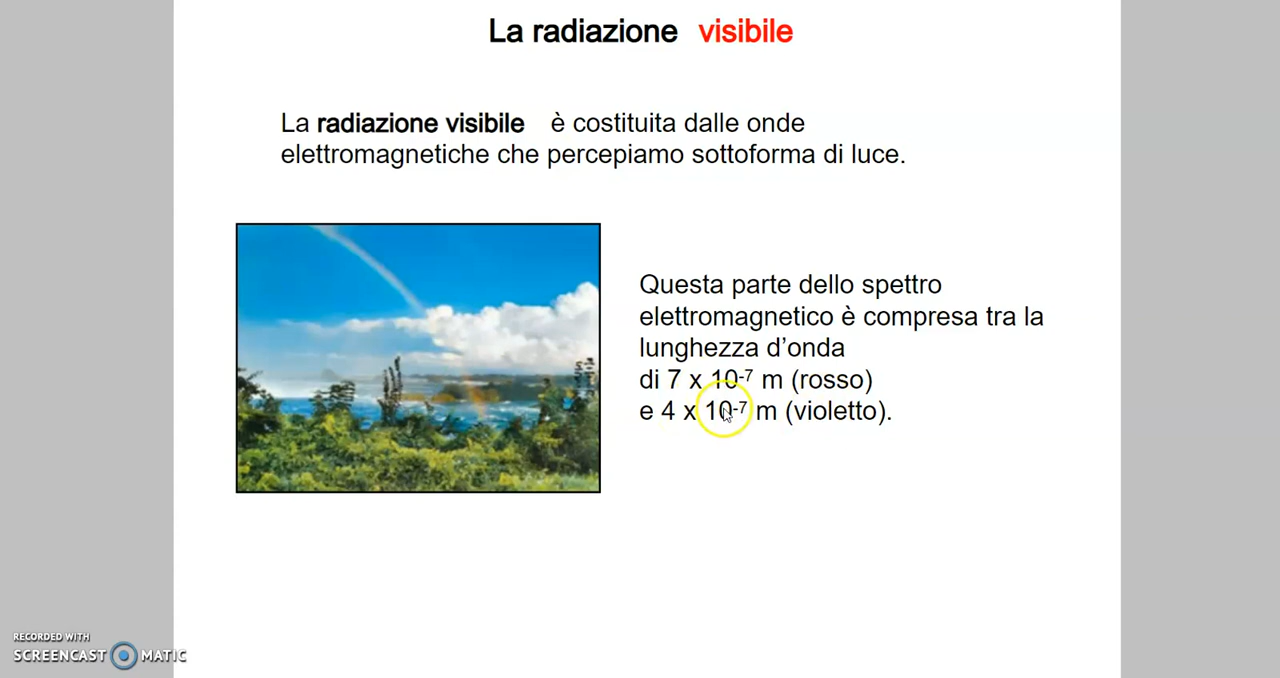 La radiazione visibile
La radiazione visibile è costituita dalle onde
elettromagnetiche che percepiamo sottoforma di luce.
Questa parte dello spettro
elettromagnetico è compresa tra la
lunghezza d’onda
di 7 x 10⁻⁷ m (rosso)
e 4 x 10⁻⁷ m (violetto).
RECORDED WITH
SCREENCAST MATIC